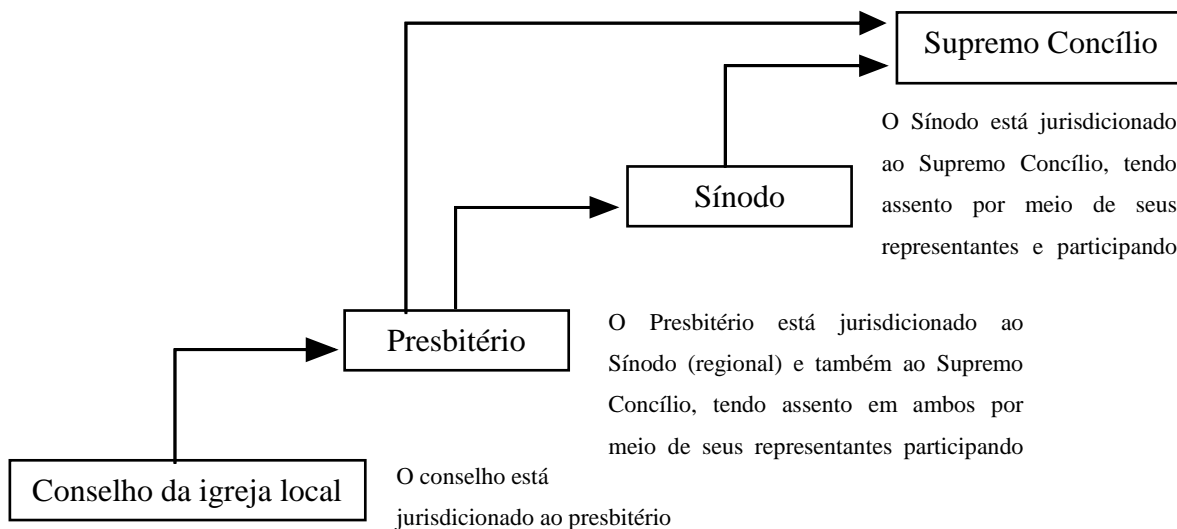 Supremo Concílio
O Sínodo está jurisdicionado
ao Supremo Concílio, tendo
assento por meio de seus
representantes e participando
Sínodo
Presbitério
O Presbitério está jurisdicionado ao
Sínodo (regional) e também ao Supremo
Concílio, tendo assento em ambos por
meio de seus representantes participando
Conselho da igreja local
O conselho está
jurisdicionado ao presbitério